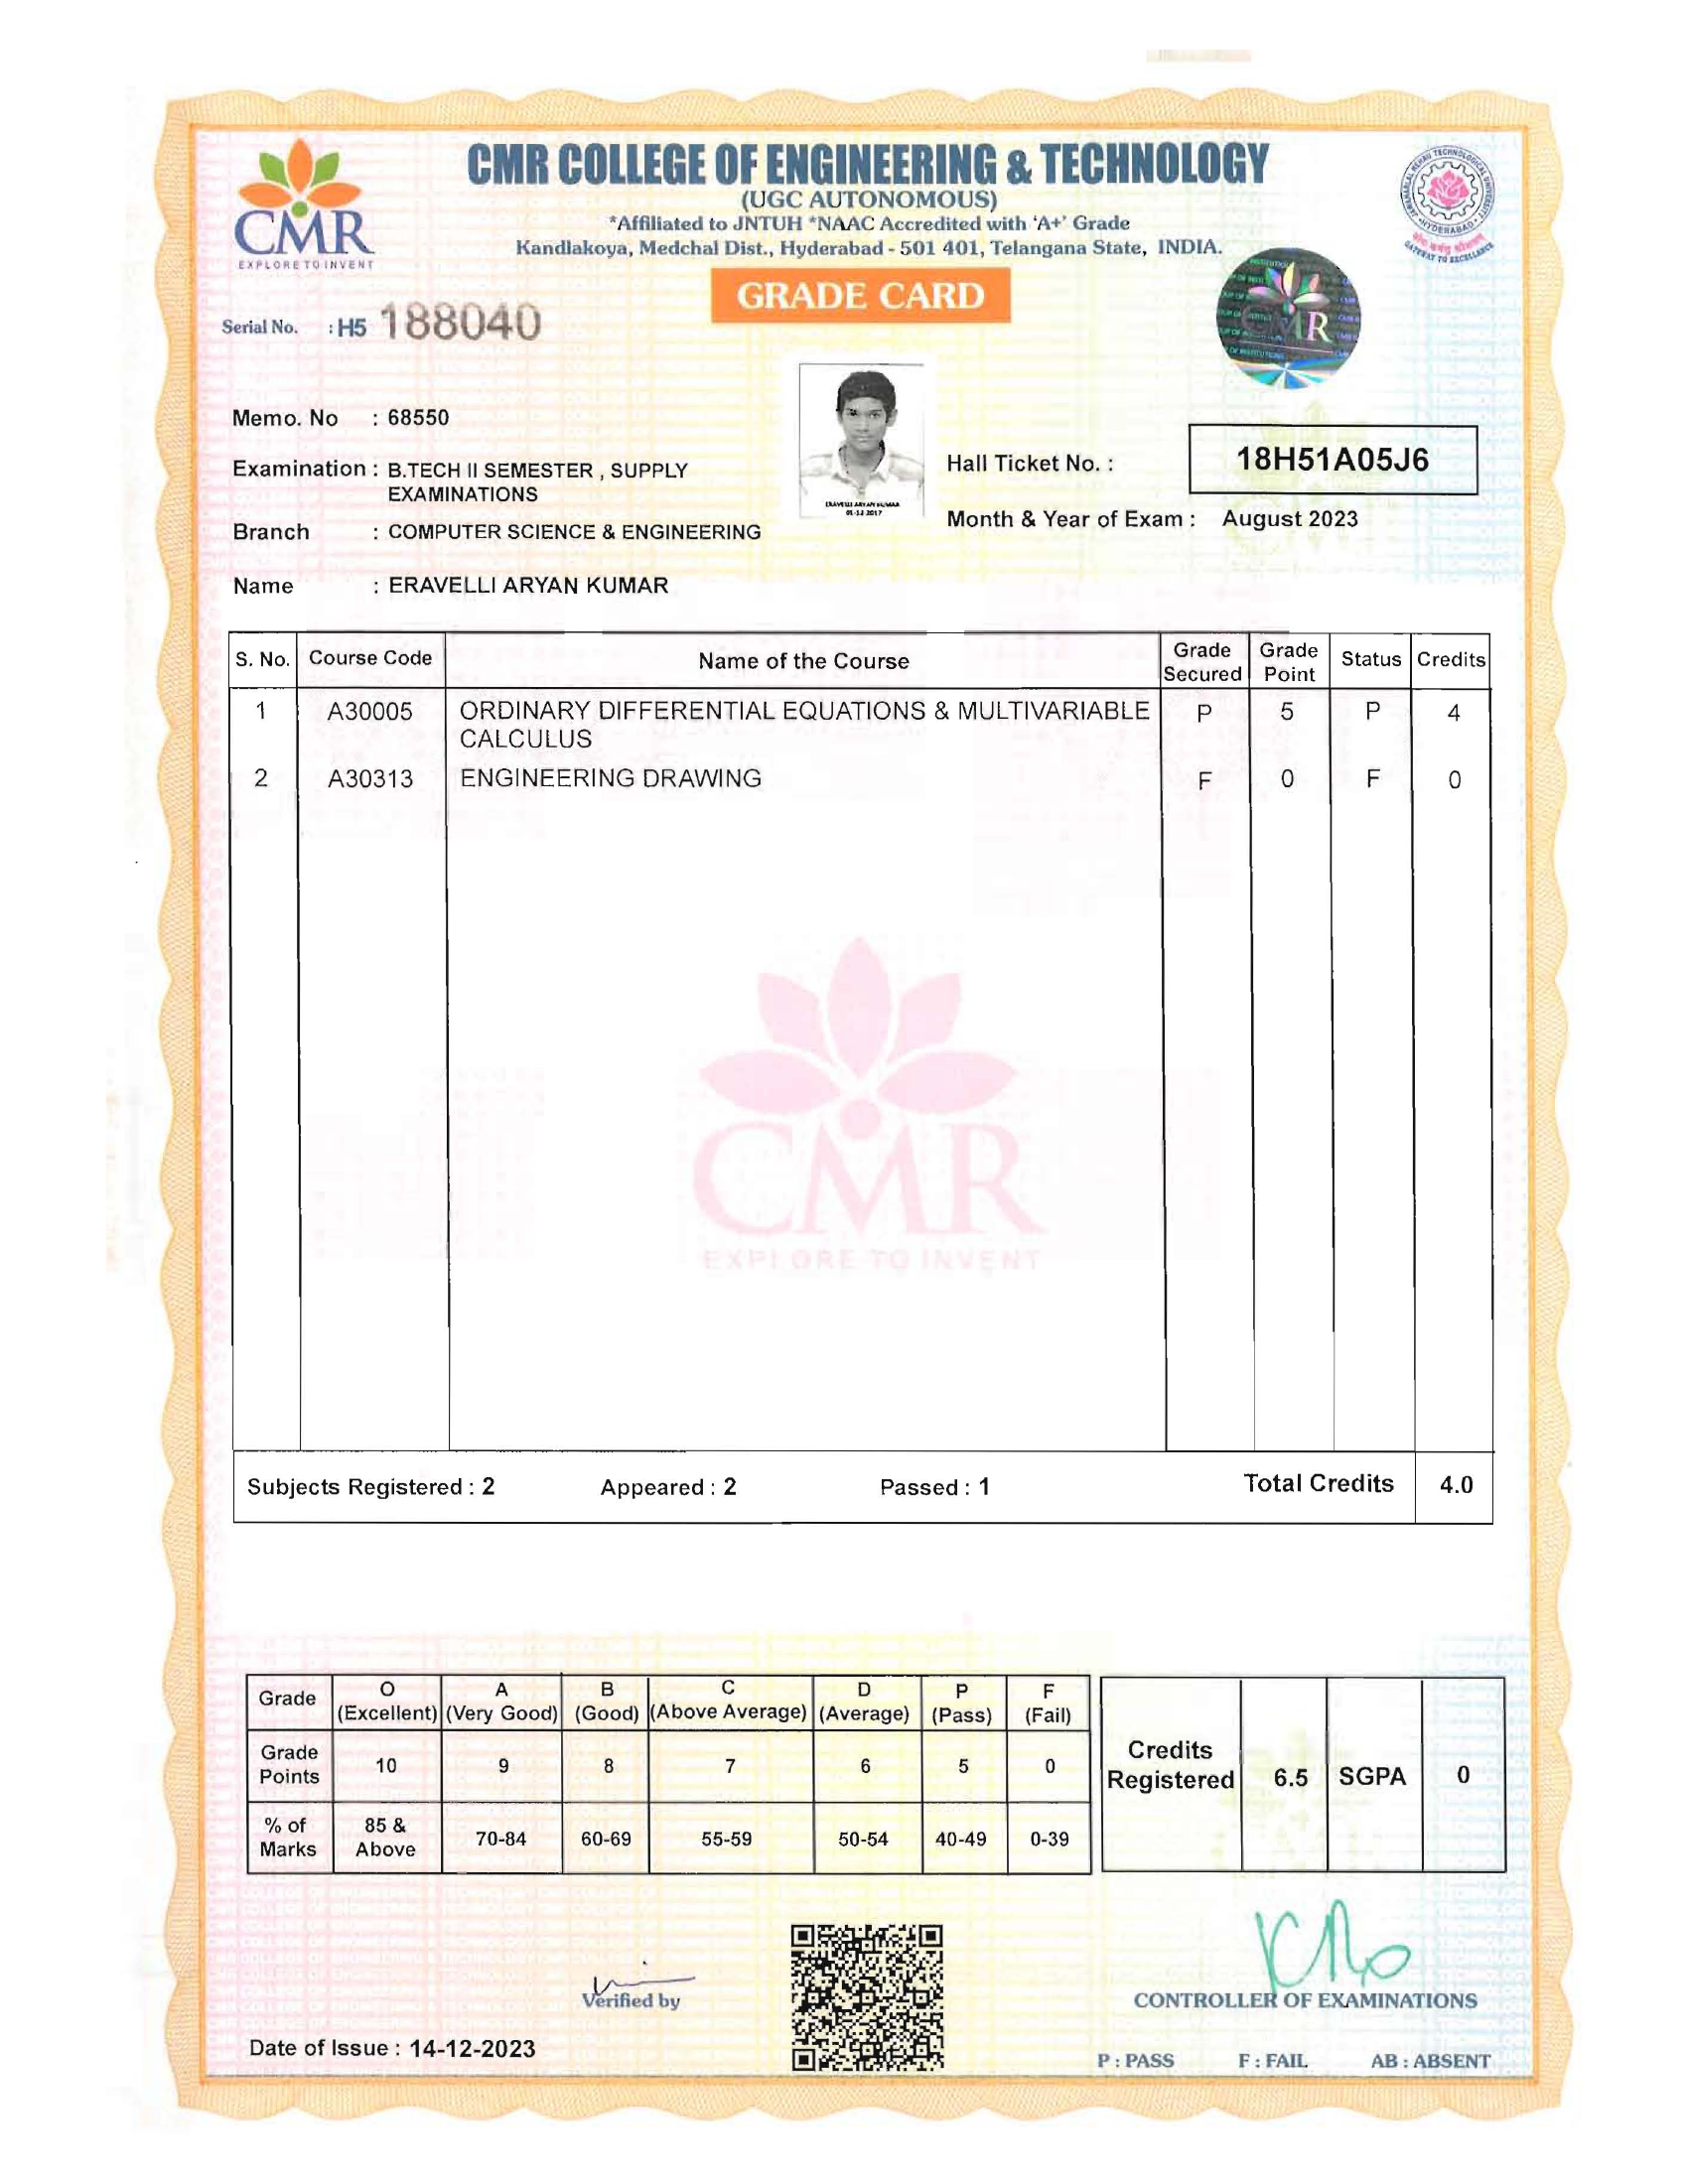 CMR COLLEGE OF ENGINEERING & TECHNOLOGY
(UGC AUTONOMOUS)
*Affiliated to JNTUH *NAAC Accredited with 'A+' Grade
Kandlakoya, Medchal Dist., Hyderabad - 501 401, Telangana State, INDIA.
CMR
EXPLORE TO INVENT
GRADE CARD
Serial No. : H5 188040
Memo. No : 68550
Examination : B.TECH II SEMESTER , SUPPLY
EXAMINATIONS
Branch : COMPUTER SCIENCE & ENGINEERING
Name : ERAVELLI ARYAN KUMAR
ERAVELLI ARYAN KUMAR
01-12 2017
Hall Ticket No. : 18H51A05J6
Month & Year of Exam : August 2023
S. No. Course Code Name of the Course Grade Secured Grade Point Status Credits
1 A30005 ORDINARY DIFFERENTIAL EQUATIONS & MULTIVARIABLE P 5 P 4
CALCULUS
2 A30313 ENGINEERING DRAWING F 0 F 0
CMR
EXPLORE TO INVENT
Subjects Registered : 2 Appeared : 2 Passed : 1 Total Credits 4.0
Grade O (Excellent) A (Very Good) B (Good) C (Above Average) D (Average) P (Pass) F (Fail)
Grade Points 10 9 8 7 6 5 0
% of Marks 85 & Above 70-84 60-69 55-59 50-54 40-49 0-39
Credits Registered 6.5 SGPA 0
Verified by
CONTROLLER OF EXAMINATIONS
Date of Issue : 14-12-2023
P : PASS F : FAIL AB : ABSENT